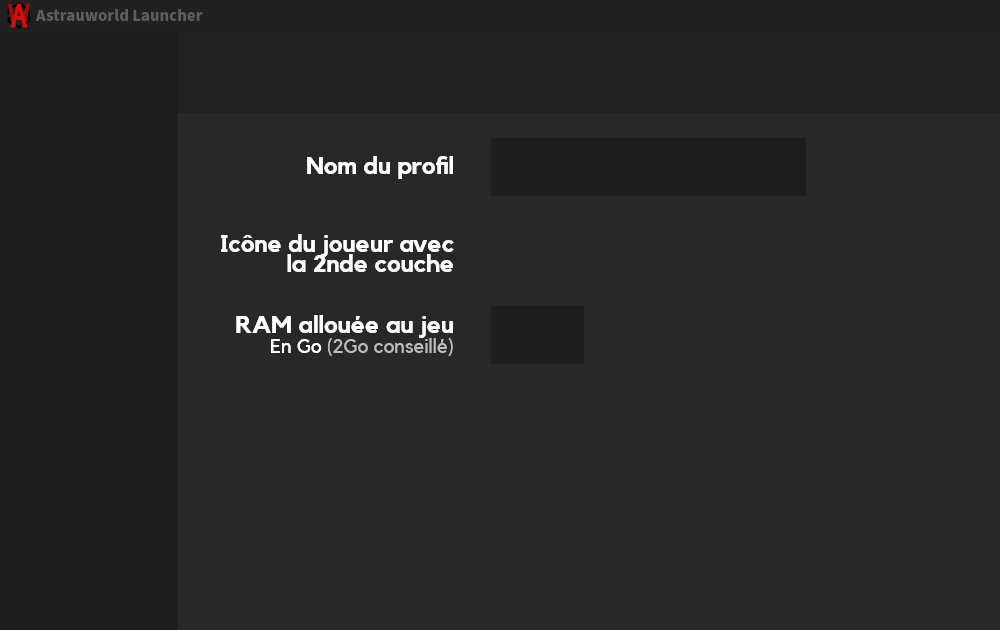 Astrauworld Launcher
Nom du profil
Icône du joueur avec
la 2nde couche
RAM allouée au jeu
En Go (2Go conseillé)